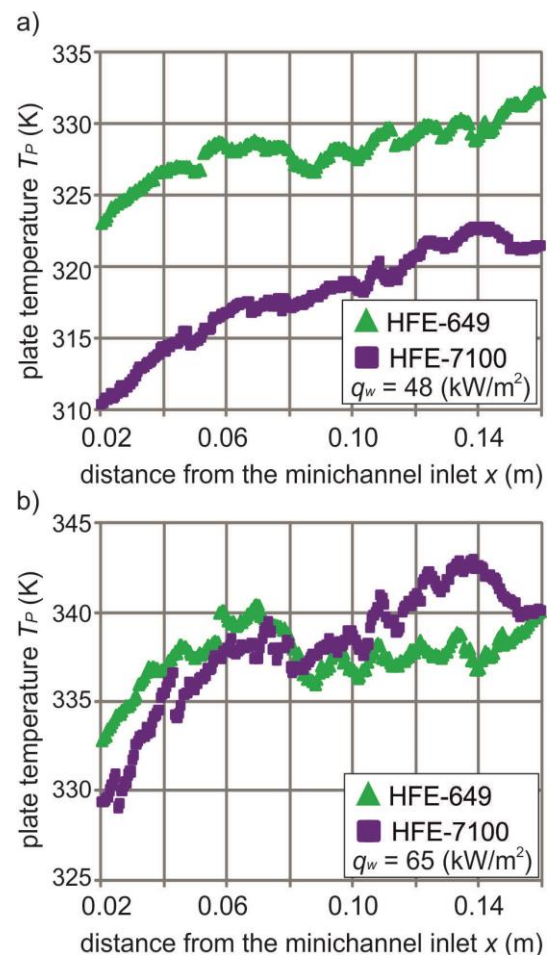 a)
335
330
325
320
315
310
plate temperature Tₚ (K)
HFE-649
HFE-7100
q_w = 48 (kW/m²)
0.02 0.06 0.10 0.14
distance from the minichannel inlet x (m)
b)
345
340
335
330
325
plate temperature Tₚ (K)
HFE-649
HFE-7100
q_w = 65 (kW/m²)
0.02 0.06 0.10 0.14
distance from the minichannel inlet x (m)